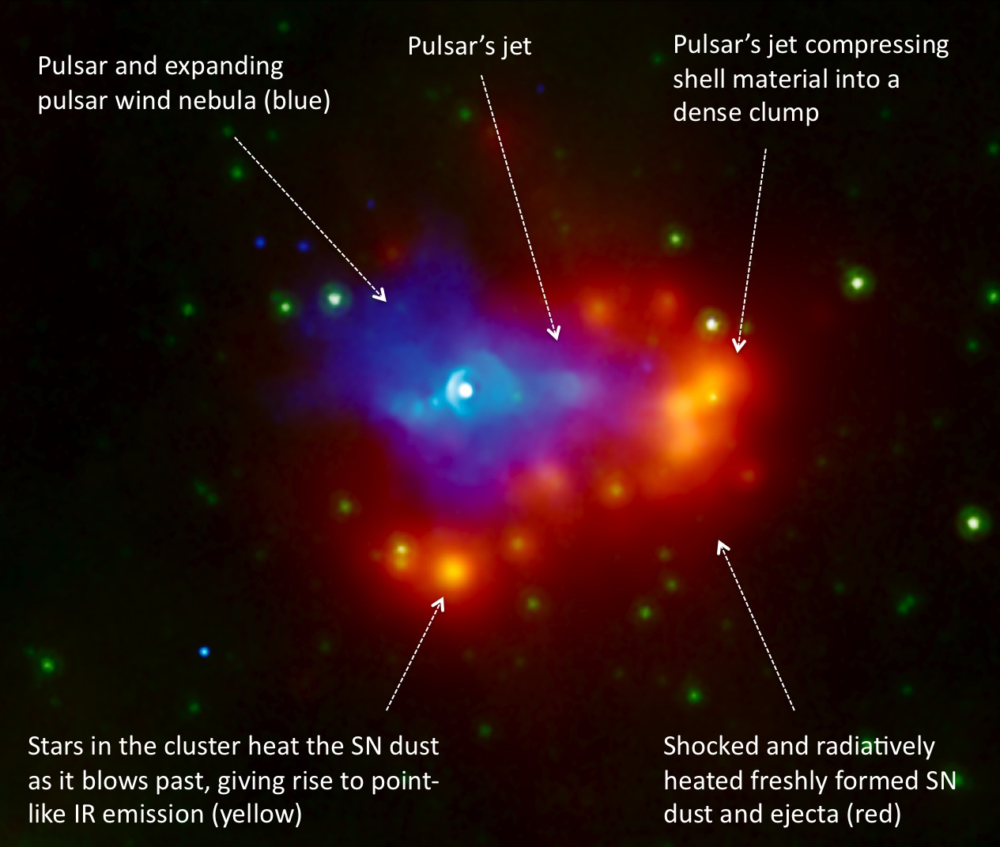 Pulsar and expanding
pulsar wind nebula (blue)
Pulsar’s jet
Pulsar’s jet compressing
shell material into a
dense clump
Stars in the cluster heat the SN dust
as it blows past, giving rise to point-
like IR emission (yellow)
Shocked and radiatively
heated freshly formed SN
dust and ejecta (red)